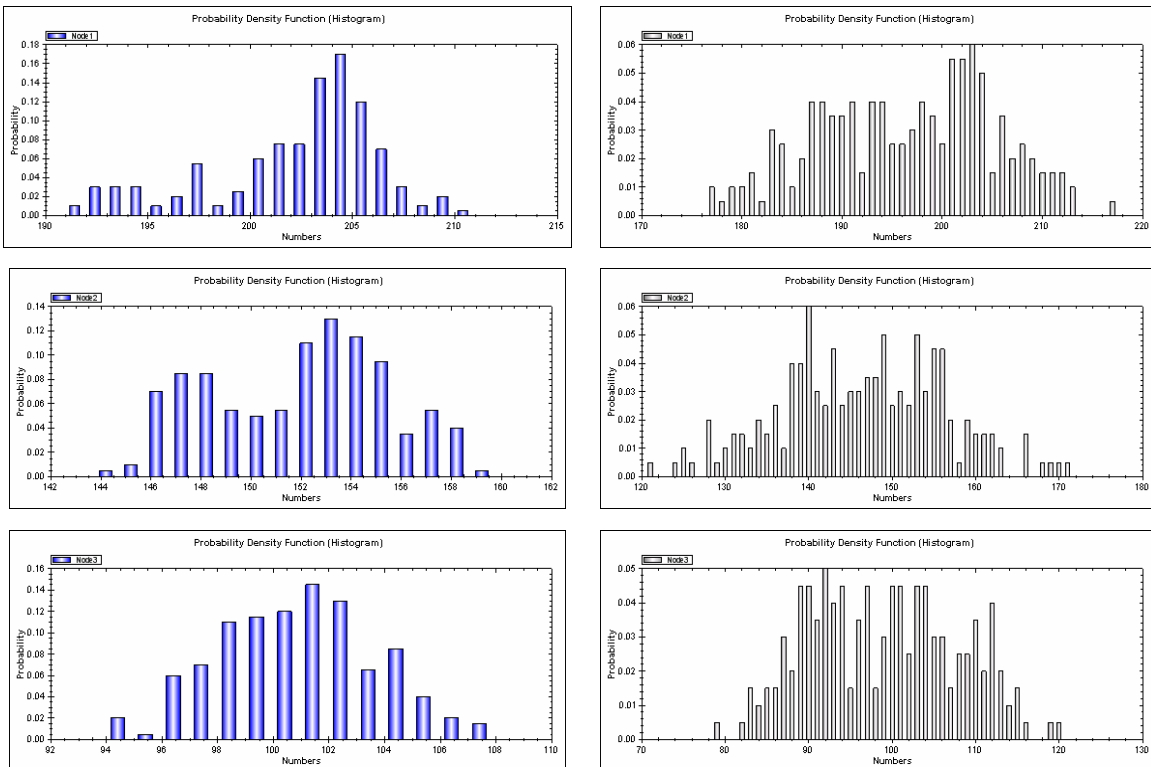 Probability Density Function (Histogram)
Node1
Probability
0.18
0.16
0.14
0.12
0.10
0.08
0.06
0.04
0.02
0.00
190 195 200 205 210 215
Numbers
Probability Density Function (Histogram)
Node1
Probability
0.06
0.05
0.04
0.03
0.02
0.01
0.00
170 180 190 200 210 220
Numbers
Probability Density Function (Histogram)
Node2
Probability
0.14
0.12
0.10
0.08
0.06
0.04
0.02
0.00
142 144 146 148 150 152 154 156 158 160 162
Numbers
Probability Density Function (Histogram)
Node2
Probability
0.06
0.05
0.04
0.03
0.02
0.01
0.00
120 130 140 150 160 170 180
Numbers
Probability Density Function (Histogram)
Node3
Probability
0.16
0.14
0.12
0.10
0.08
0.06
0.04
0.02
0.00
92 94 96 98 100 102 104 106 108 110
Numbers
Probability Density Function (Histogram)
Node3
Probability
0.05
0.04
0.03
0.02
0.01
0.00
70 80 90 100 110 120 130
Numbers